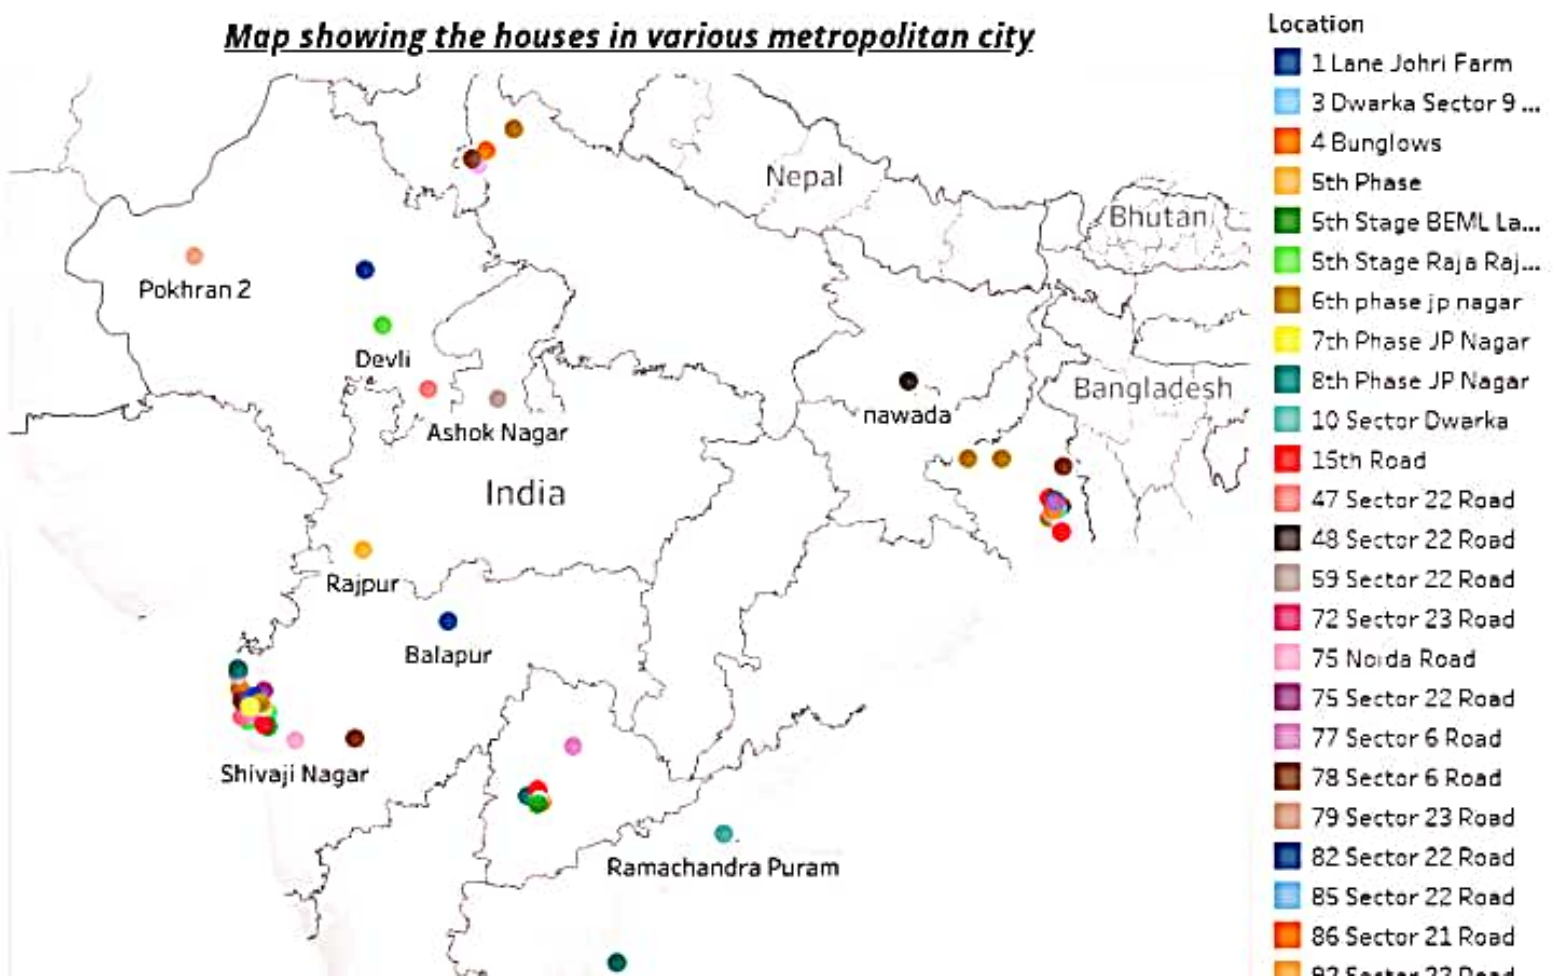 Map showing the houses in various metropolitan city
Location
1 Lane Johri Farm
3 Dwarka Sector 9 ...
4 Bunglows
5th Phase
5th Stage BEML La...
5th Stage Raja Raj...
6th phase jp nagar
7th Phase JP Nagar
8th Phase JP Nagar
10 Sector Dwarka
15th Road
47 Sector 22 Road
48 Sector 22 Road
59 Sector 22 Road
72 Sector 23 Road
75 Noida Road
75 Sector 22 Road
77 Sector 6 Road
78 Sector 6 Road
79 Sector 23 Road
82 Sector 22 Road
85 Sector 22 Road
86 Sector 21 Road
92 Sector 22 Road
Nepal
Bhutan
Pokhran 2
Devli
Bangladesh
nawada
Ashok Nagar
India
Rajpur
Balapur
Shivaji Nagar
Ramachandra Puram